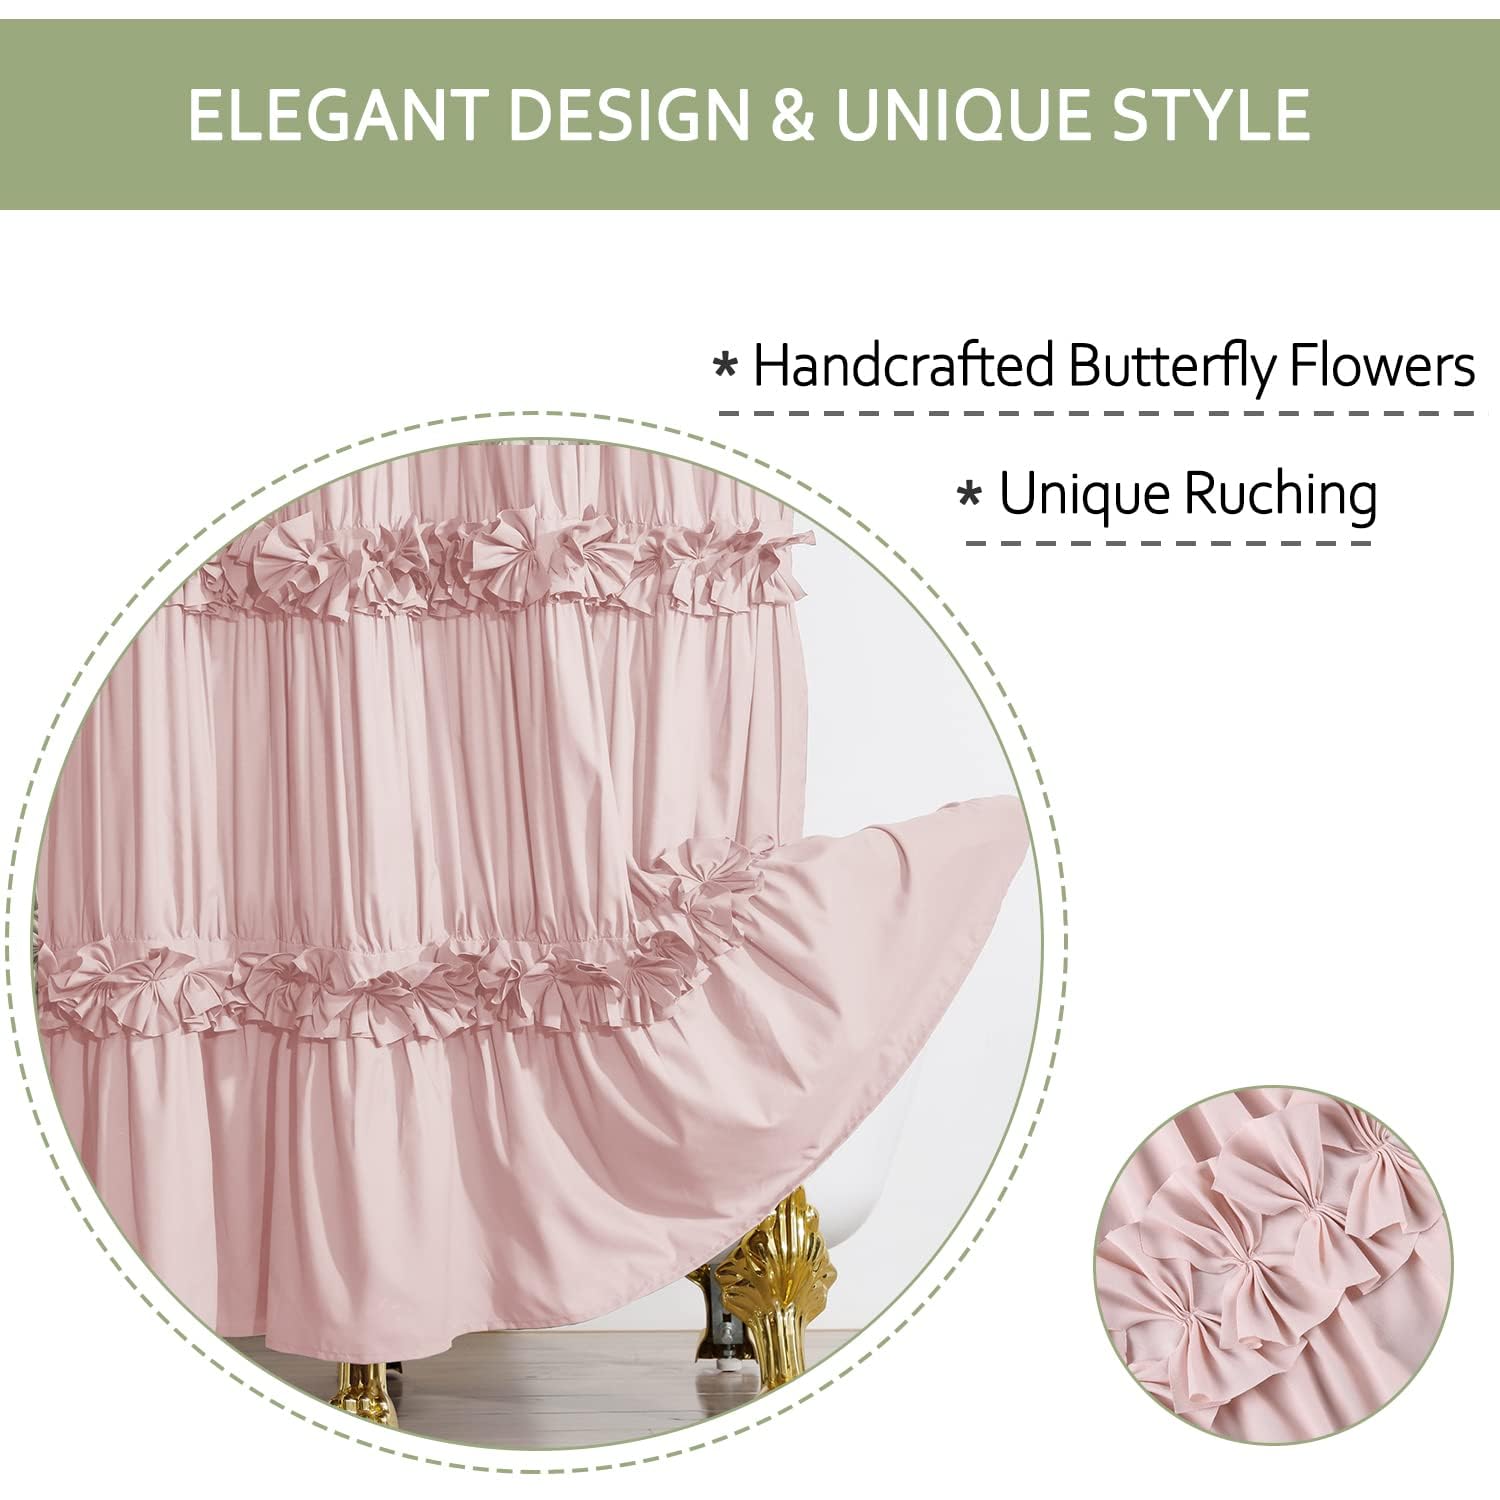 ELEGANT DESIGN & UNIQUE STYLE
* Handcrafted Butterfly Flowers
* Unique Ruching